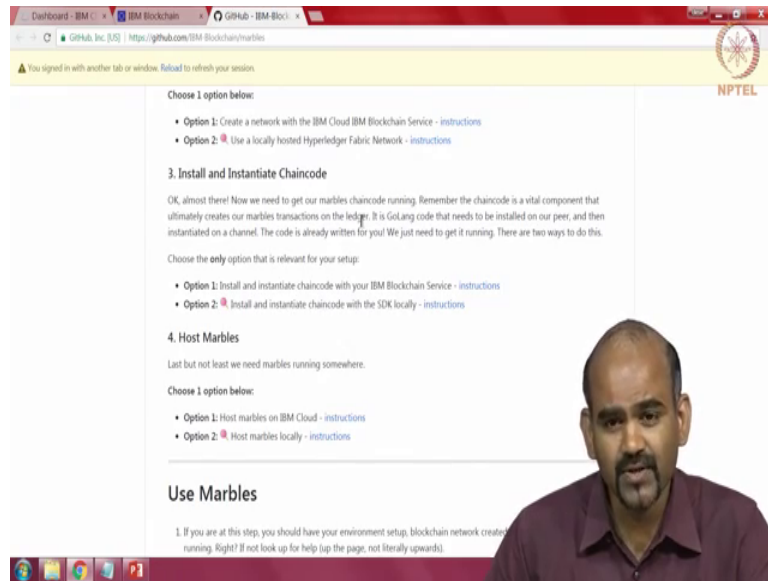 Dashboard - IBM C
IBM Blockchain
GitHub - IBM-Block
GitHub, Inc. [US] | https://github.com/IBM-Blockchain/marbles
You signed in with another tab or window. Reload to refresh your session.
NPTEL
Choose 1 option below:
• Option 1: Create a network with the IBM Cloud IBM Blockchain Service - instructions
• Option 2: Use a locally hosted Hyperledger Fabric Network - instructions
3. Install and Instantiate Chaincode
OK, almost there! Now we need to get our marbles chaincode running. Remember the chaincode is a vital component that
ultimately creates our marbles transactions on the ledger. It is GoLang code that needs to be installed on our peer, and then
instantiated on a channel. The code is already written for you! We just need to get it running. There are two ways to do this.
Choose the only option that is relevant for your setup:
• Option 1: Install and instantiate chaincode with your IBM Blockchain Service - instructions
• Option 2: Install and instantiate chaincode with the SDK locally - instructions
4. Host Marbles
Last but not least we need marbles running somewhere.
Choose 1 option below:
• Option 1: Host marbles on IBM Cloud - instructions
• Option 2: Host marbles locally - instructions
Use Marbles
1. If you are at this step, you should have your environment setup, blockchain network created
running. Right? If not look up for help (up the page, not literally upwards).